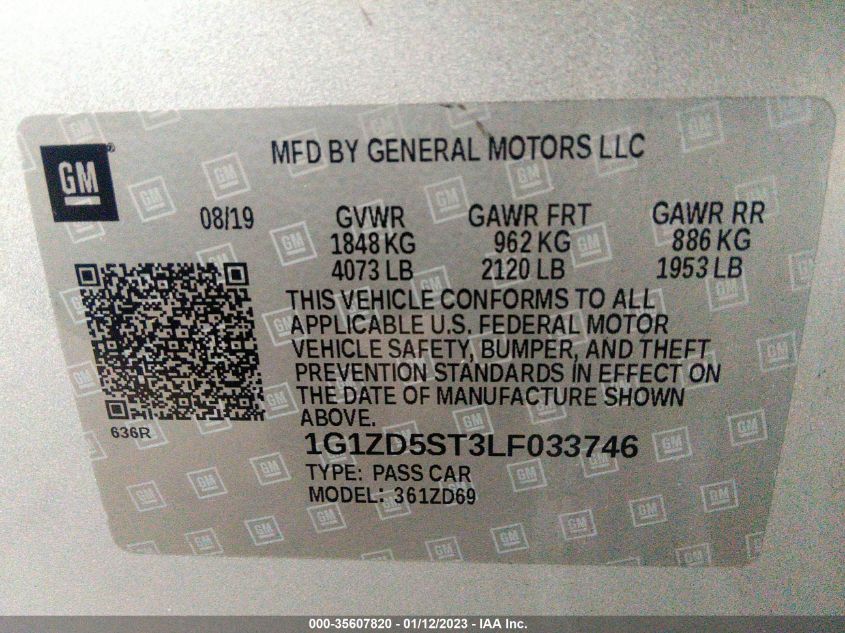 GM
MFD BY GENERAL MOTORS LLC
08/19
GVWR
1848 KG
4073 LB
GAWR FRT
962 KG
2120 LB
GAWR RR
886 KG
1953 LB
THIS VEHICLE CONFORMS TO ALL
APPLICABLE U.S. FEDERAL MOTOR
VEHICLE SAFETY, BUMPER, AND THEFT
PREVENTION STANDARDS IN EFFECT ON
THE DATE OF MANUFACTURE SHOWN
ABOVE.
636R
1G1ZD5ST3LF033746
TYPE: PASS CAR
MODEL: 361ZD69
000-35607820 - 01/12/2023 - IAA Inc.